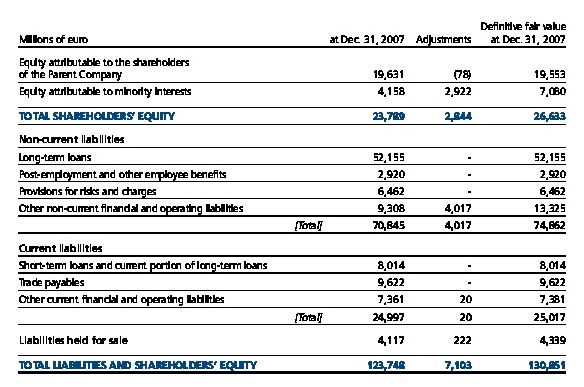 Definitive fair value
Millions of euro at Dec. 31, 2007 Adjustments at Dec. 31, 2007
Equity attributable to the shareholders
of the Parent Company 19,631 (78) 19,553
Equity attributable to minority interests 4,158 2,922 7,080
TOTAL SHAREHOLDERS' EQUITY 23,789 2,844 26,633
Non-current liabilities
Long-term loans 52,155 - 52,155
Post-employment and other employee benefits 2,920 - 2,920
Provisions for risks and charges 6,462 - 6,462
Other non-current financial and operating liabilities 9,308 4,017 13,325
[Total] 70,845 4,017 74,862
Current liabilities
Short-term loans and current portion of long-term loans 8,014 - 8,014
Trade payables 9,622 - 9,622
Other current financial and operating liabilities 7,361 20 7,381
[Total] 24,997 20 25,017
Liabilities held for sale 4,117 222 4,339
TOTAL LIABILITIES AND SHAREHOLDERS' EQUITY 123,748 7,103 130,851